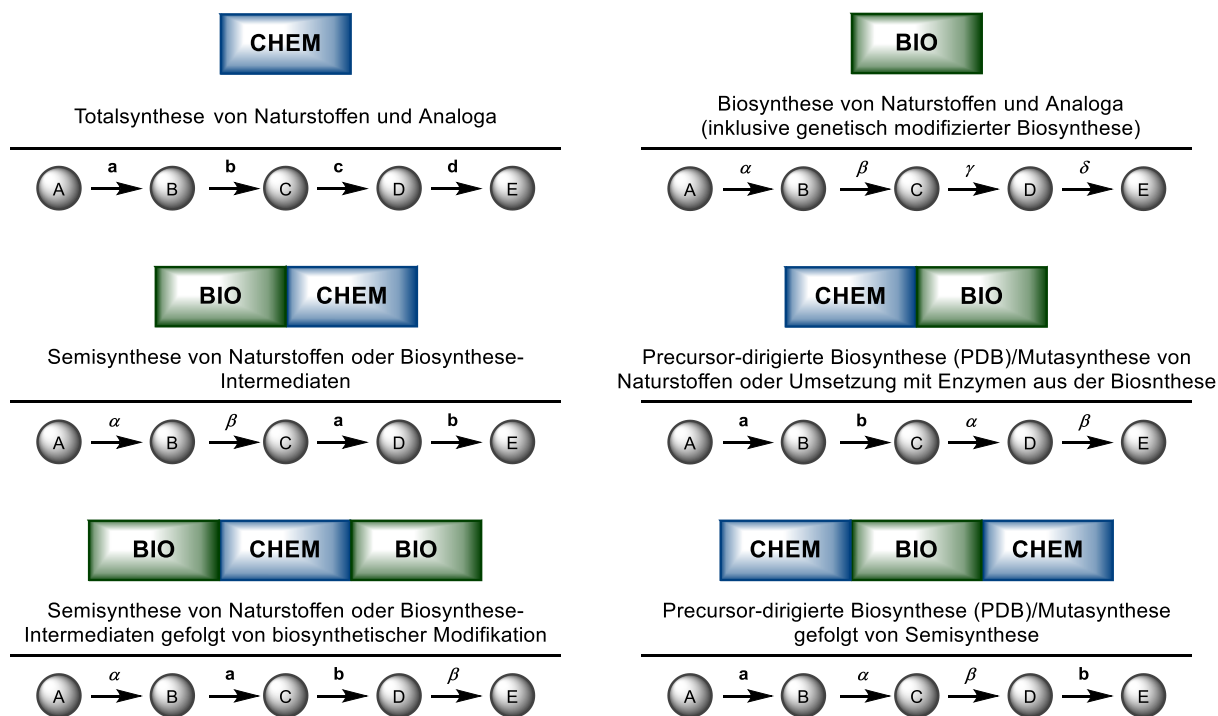 CHEM
Totalsynthese von Naturstoffen und Analoga
a b c d
A B C D E
BIO
Biosynthese von Naturstoffen und Analoga
(inklusive genetisch modifizierter Biosynthese)
α β γ δ
A B C D E
BIO CHEM
Semisynthese von Naturstoffen oder Biosynthese-
Intermediaten
α β a b
A B C D E
CHEM BIO
Precursor-dirigierte Biosynthese (PDB)/Mutasynthese von
Naturstoffen oder Umsetzung mit Enzymen aus der Biosnthese
a b α β
A B C D E
BIO CHEM BIO
Semisynthese von Naturstoffen oder Biosynthese-
Intermediaten gefolgt von biosynthetischer Modifikation
α a b β
A B C D E
CHEM BIO CHEM
Precursor-dirigierte Biosynthese (PDB)/Mutasynthese
gefolgt von Semisynthese
a α β b
A B C D E